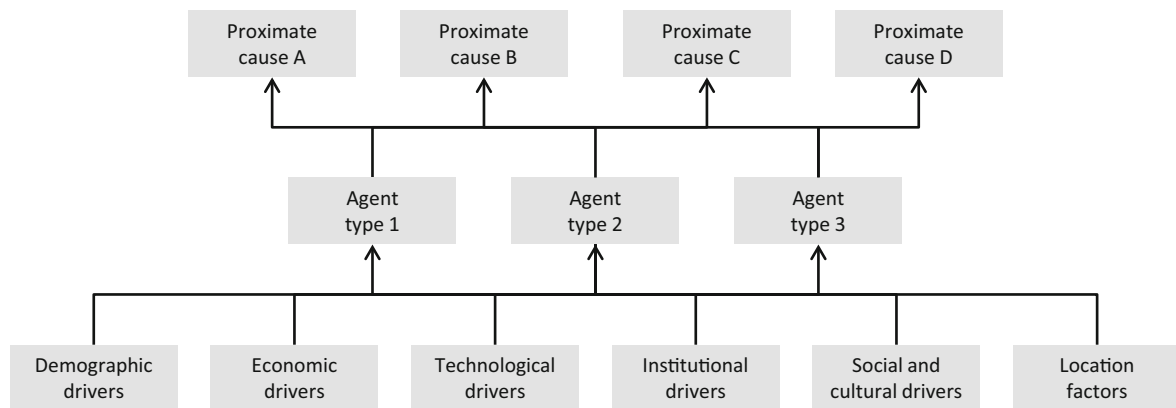 Proximate
cause A
Proximate
cause B
Proximate
cause C
Proximate
cause D
Agent
type 1
Agent
type 2
Agent
type 3
Demographic
drivers
Economic
drivers
Technological
drivers
Institutional
drivers
Social and
cultural drivers
Location
factors